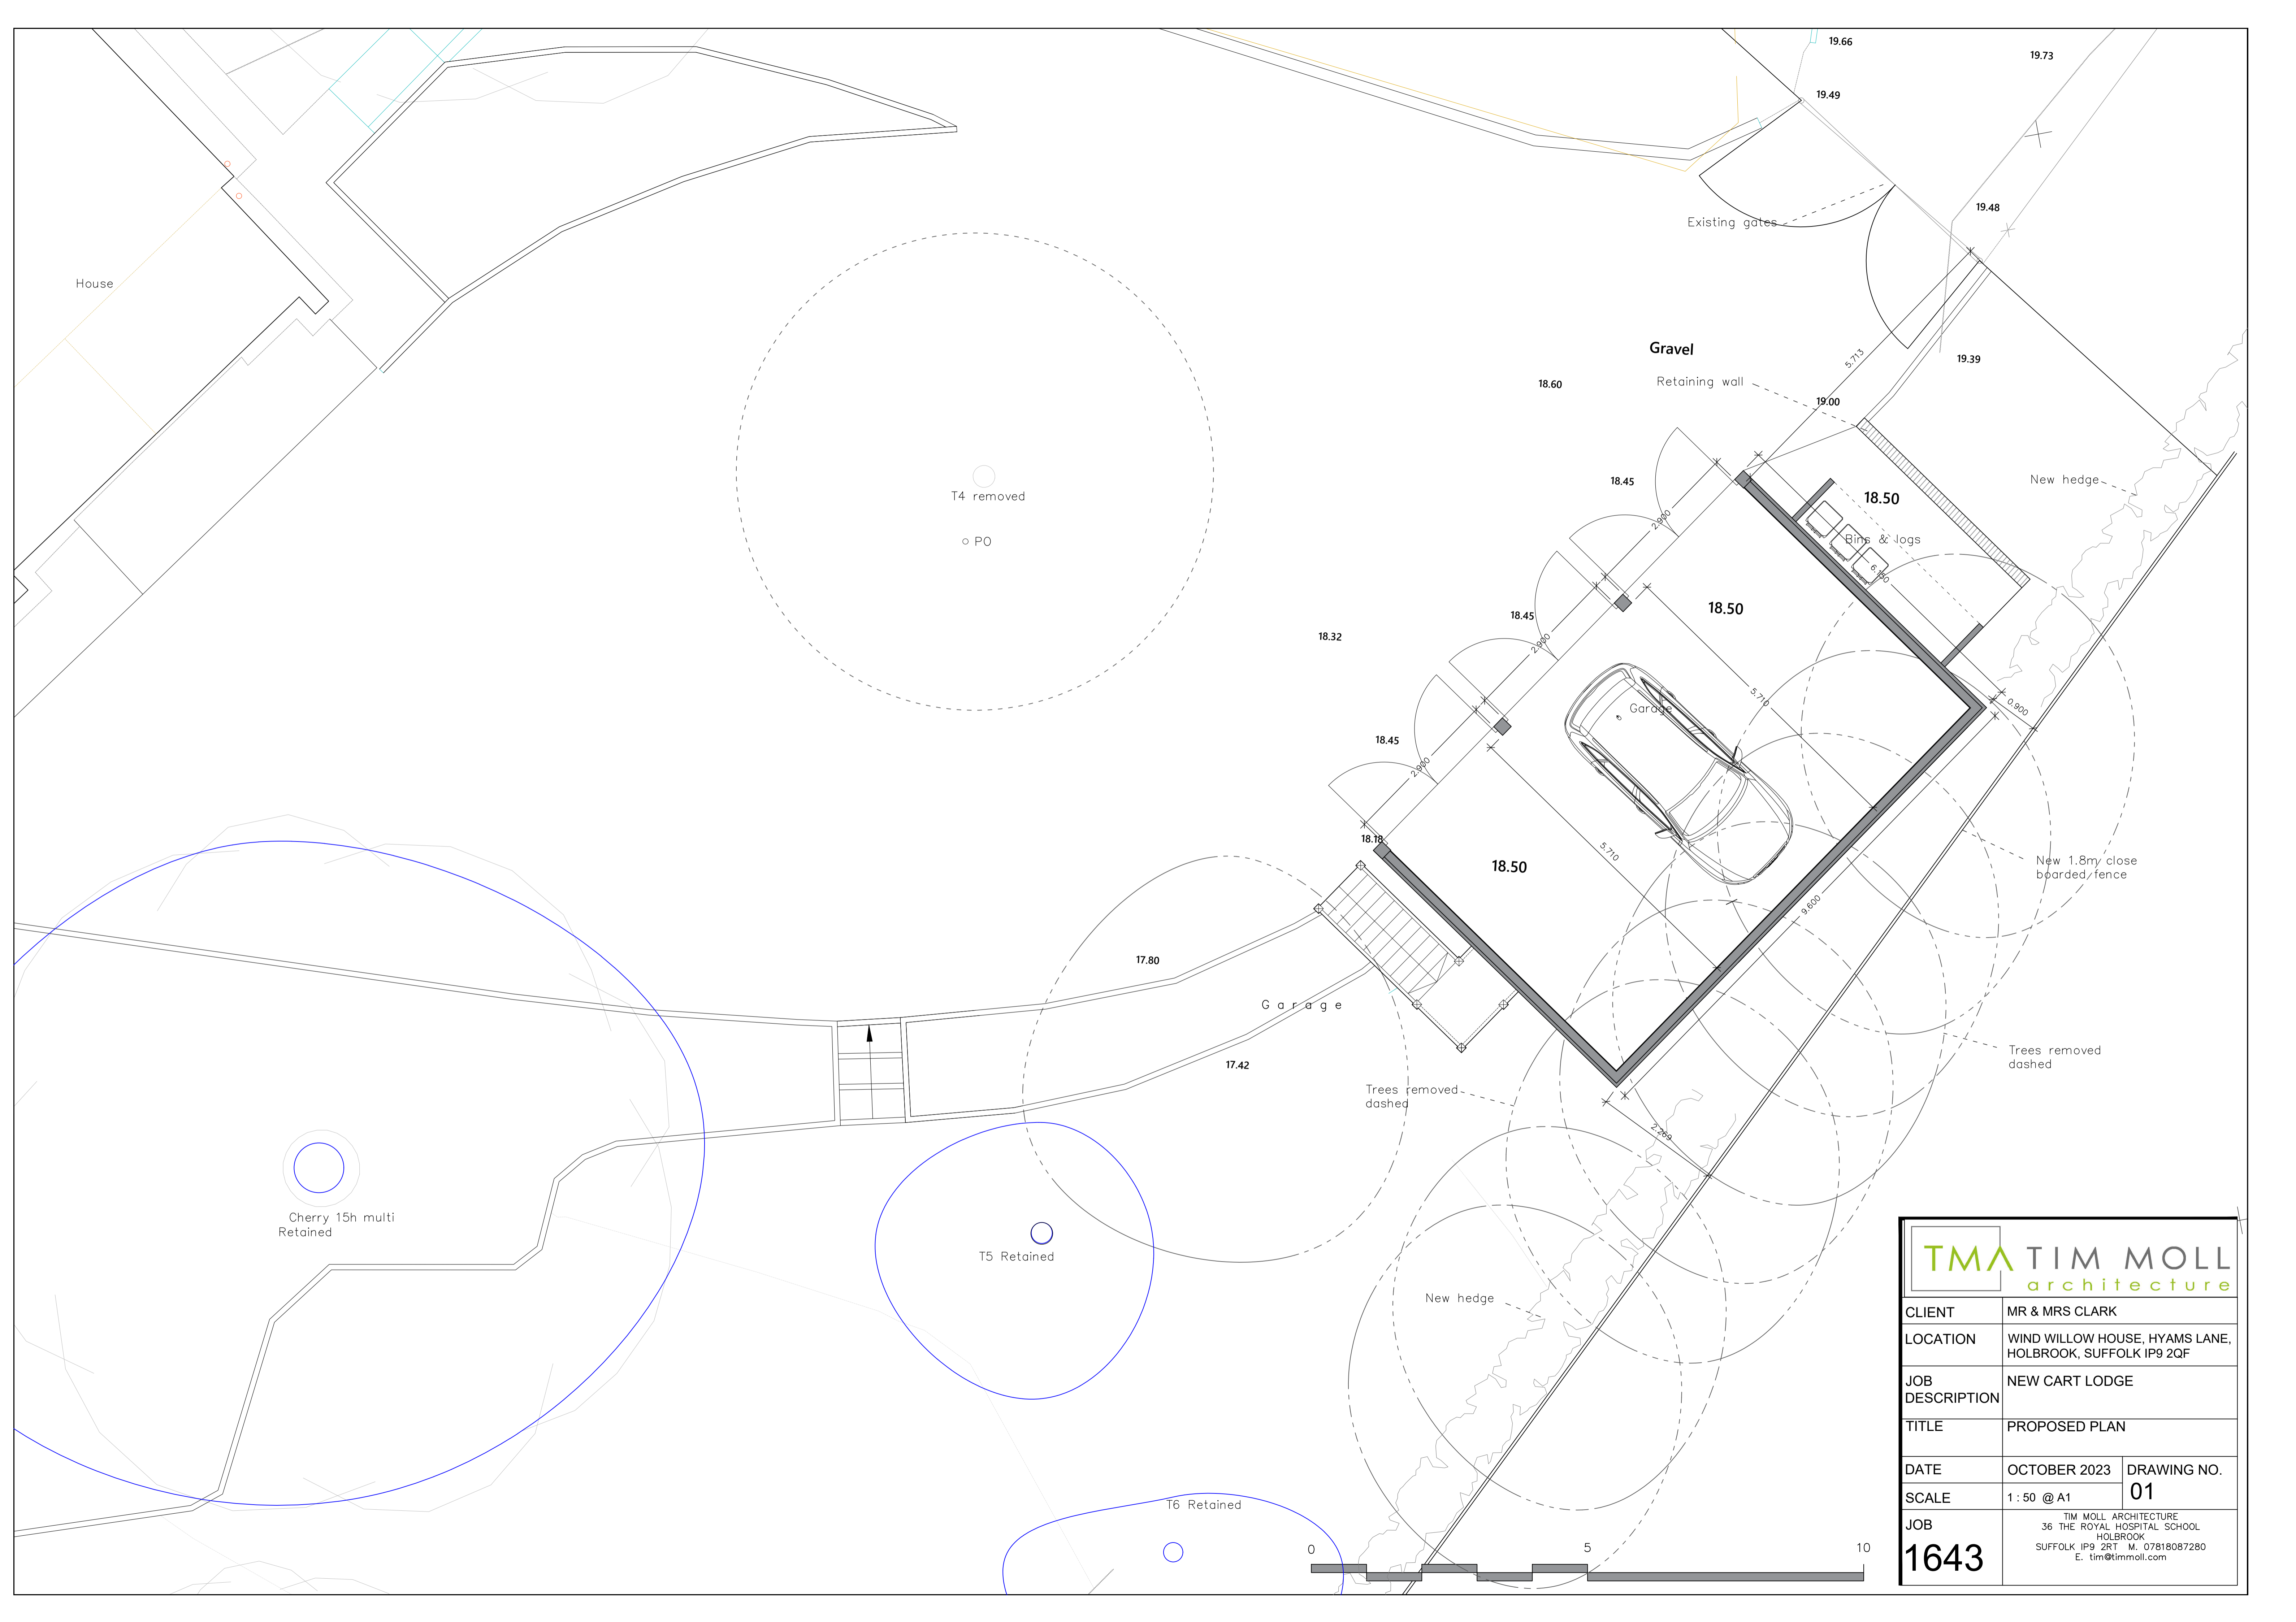 19.66
19.73
19.49
19.48
Existing gates
House
Gravel
5.713
18.60
Retaining wall
19.39
19.00
18.45
New hedge
T4 removed
18.50
2.900
PO
Bins & logs
6.150
18.50
18.45
18.32
2.900
5.710
Garage
0.900
18.45
2.900
18.18
5.710
18.50
New 1.8m close
boarded fence
9.600
17.80
Garage
17.42
Trees removed
dashed
Trees removed
dashed
2.269
Cherry 15h multi
Retained
T5 Retained
New hedge
T6 Retained
0
5
10
TMA TIM MOLL
architecture
CLIENT
MR & MRS CLARK
LOCATION
WIND WILLOW HOUSE, HYAMS LANE,
HOLBROOK, SUFFOLK IP9 2QF
JOB
DESCRIPTION
NEW CART LODGE
TITLE
PROPOSED PLAN
DATE
OCTOBER 2023
DRAWING NO.
01
SCALE
1 : 50 @ A1
JOB
1643
TIM MOLL ARCHITECTURE
36 THE ROYAL HOSPITAL SCHOOL
HOLBROOK
SUFFOLK IP9 2RT M. 07818087280
E. tim@timmoll.com